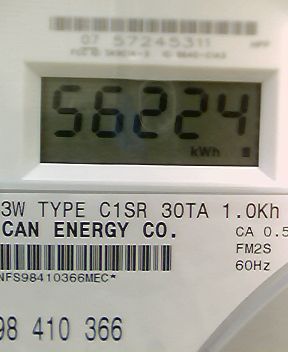 07 57245311
56224
kWh
3W TYPE C1SR 30TA 1.0Kh
CAN ENERGY CO.
CA 0.5
FM2S
60Hz
NFS98410366MEC*
98 410 366